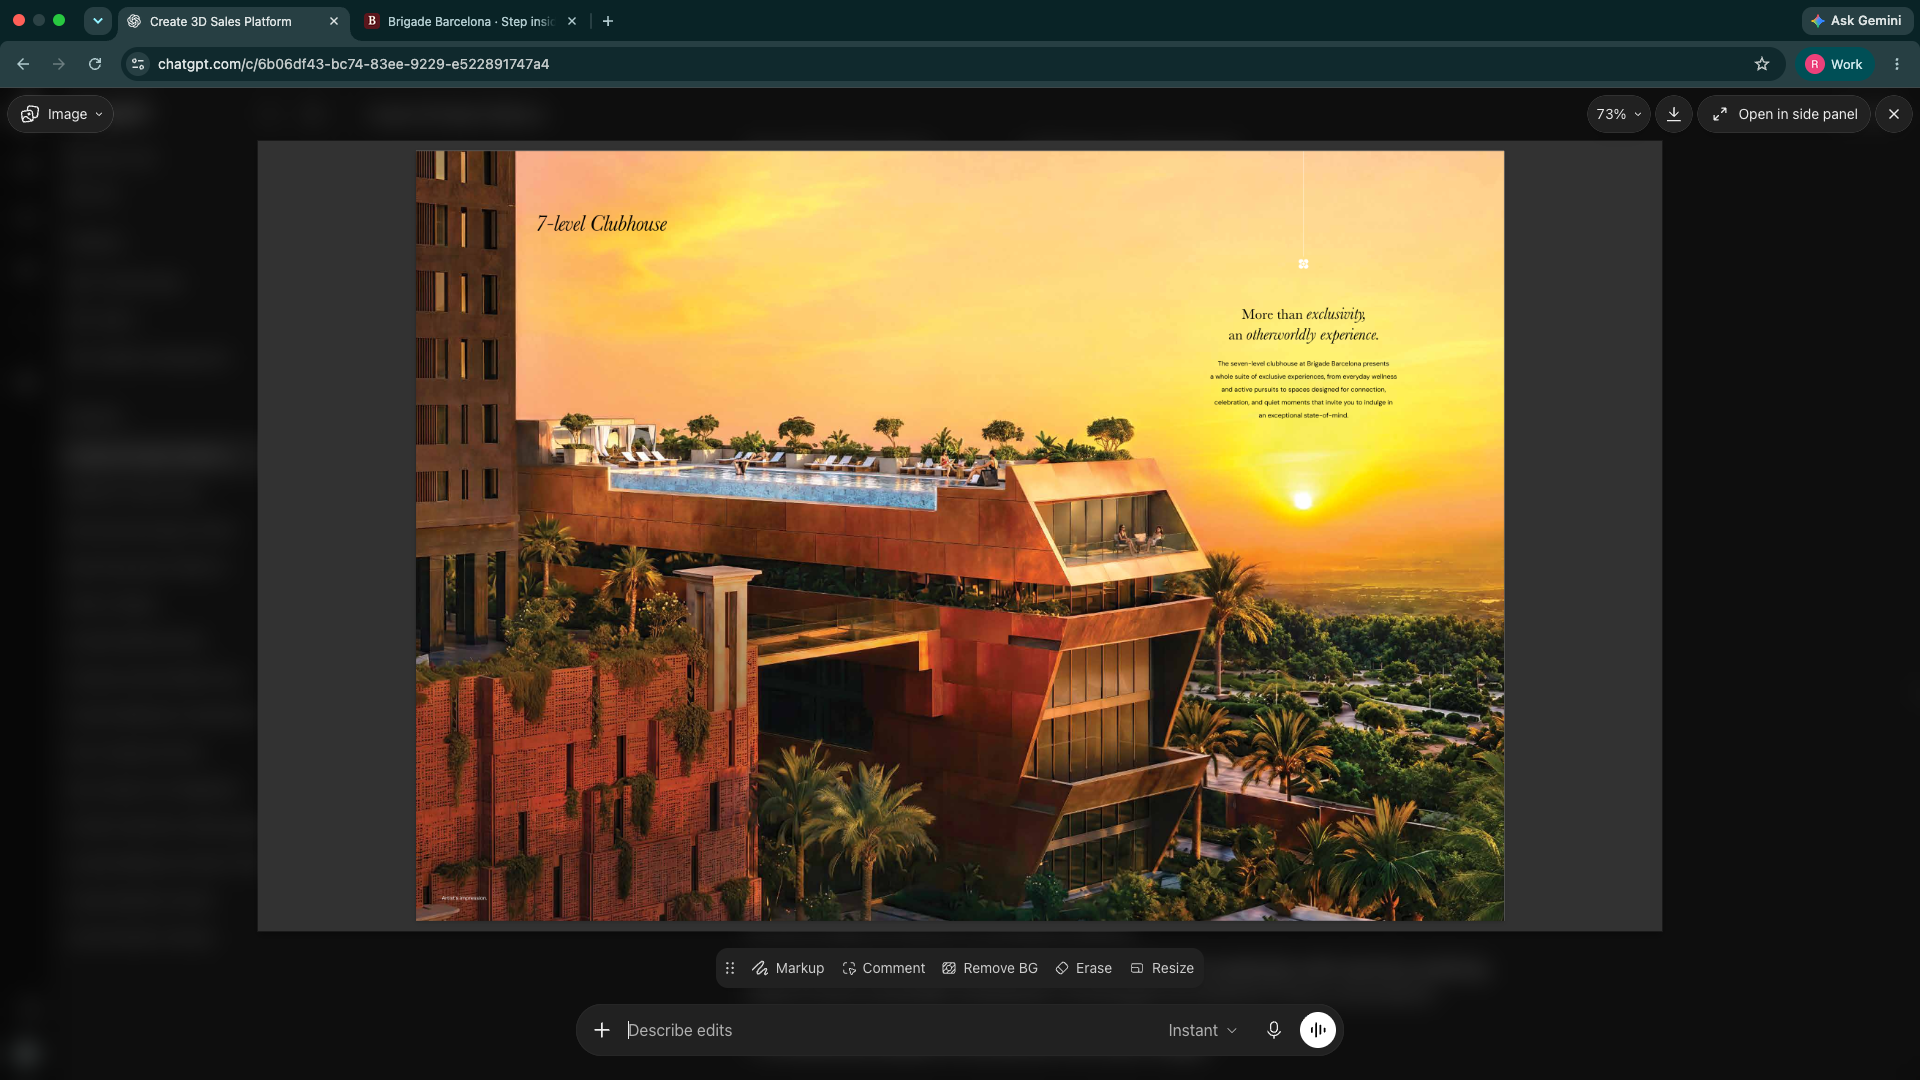 Create 3D Sales Platform
Brigade Barcelona · Step insi
Ask Gemini
chatgpt.com/c/6b06df43-bc74-83ee-9229-e522891747a4
R
Work
Image
73%
Open in side panel
7-level Clubhouse
More than exclusivity,
an otherworldly experience.
The seven-level clubhouse at Brigade Barcelona presents
a whole suite of exclusive experiences, from everyday wellness
and active pursuits to spaces designed for connection,
celebration, and quiet moments that invite you to indulge in
an exceptional state-of-mind.
Artist's impression.
Markup
Comment
Remove BG
Erase
Resize
Describe edits
Instant